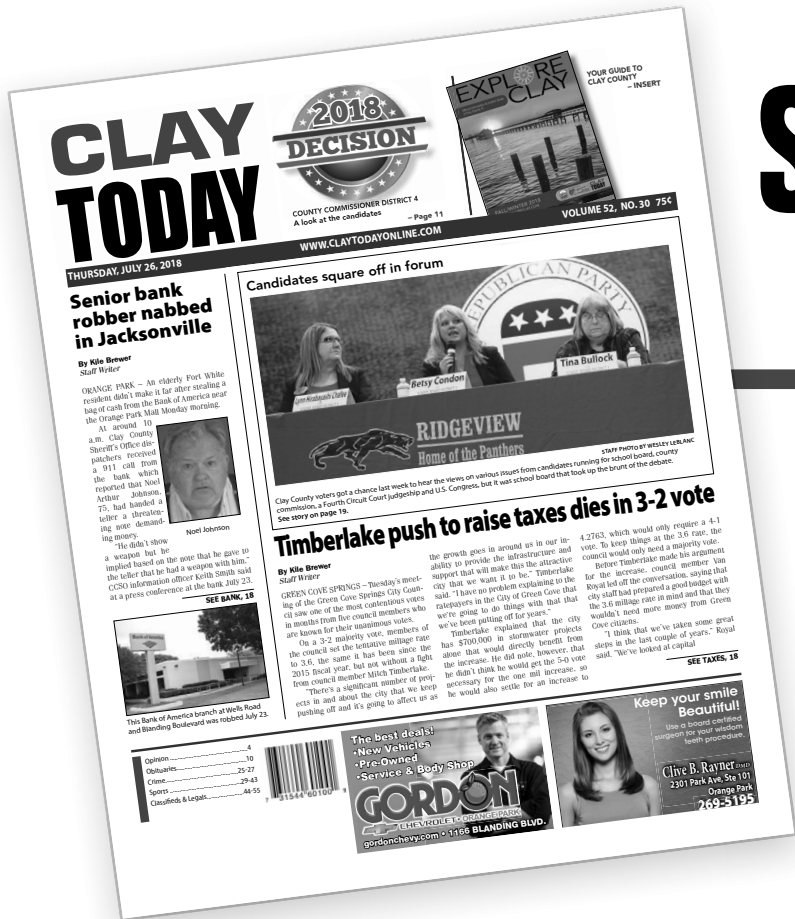 CLAY
TODAY
2018
DECISION
COUNTY COMMISSIONER DISTRICT 4
A look at the candidates – Page 11
EXPLORE
CLAY
FALL/WINTER 2018
TODAY
YOUR GUIDE TO
CLAY COUNTY
– INSERT
THURSDAY, JULY 26, 2018
WWW.CLAYTODAYONLINE.COM
VOLUME 52, NO.30 75¢
S
Senior bank
robber nabbed
in Jacksonville
By Kile Brewer
Staff Writer
ORANGE PARK – An elderly Fort White
resident didn't make it far after stealing a
bag of cash from the Bank of America near
the Orange Park Mall Monday morning.
At around 10
a.m. Clay County
Sheriff's Office dis-
patchers received
a 911 call from
the bank which
reported that Noel
Arthur Johnson,
75, had handed a
teller a threaten-
ing note demand-
ing money.
"He didn't show
a weapon but he
implied based on the note that he gave to
the teller that he had a weapon with him,"
CCSO information officer Keith Smith said
at a press conference at the bank July 23.
Noel Johnson
SEE BANK, 18
Bank of America
This Bank of America branch at Wells Road
and Blanding Boulevard was robbed July 23.
Candidates square off in forum
REPUBLICAN PARTY
Betsy Condon
Tina Bullock
RIDGEVIEW
Home of the Panthers
STAFF PHOTO BY WESLEY LEBLANC
Clay County voters got a chance last week to hear the views on various issues from candidates running for school board, county
commission, a Fourth Circuit Court judgeship and U.S. Congress, but it was school board that took up the brunt of the debate.
See story on page 19.
Timberlake push to raise taxes dies in 3-2 vote
By Kile Brewer
Staff Writer
GREEN COVE SPRINGS – Tuesday's meet-
ing of the Green Cove Springs City Coun-
cil saw one of the most contentious votes
in months from five council members who
are known for their unanimous votes.
On a 3-2 majority vote, members of
the council set the tentative millage rate
to 3.6, the same it has been since the
2015 fiscal year, but not without a fight
from council member Mitch Timberlake.
"There's a significant number of proj-
ects in and about the city that we keep
pushing off and it's going to affect us as
the growth goes in around us in our in-
ability to provide the infrastructure and
support that will make this the attractive
city that we want it to be," Timberlake
said. "I have no problem explaining to the
ratepayers in the City of Green Cove that
we're going to do things with that that
we've been putting off for years."
Timberlake explained that the city
has $700,000 in stormwater projects
alone that would directly benefit from
the increase. He did note, however, that
he didn't think he would get the 5-0 vote
necessary for the one mil increase, so
he would also settle for an increase to
4.2763, which would only require a 4-1
vote. To keep things at the 3.6 rate, the
council would only need a majority vote.
Before Timberlake made his argument
for the increase, council member Van
Royal led off the conversation, saying that
city staff had prepared a good budget with
the 3.6 millage rate in mind and that they
wouldn't need more money from Green
Cove citizens.
"I think that we've taken some great
steps in the last couple of years," Royal
said. "We've looked at capital
SEE TAXES, 18
Opinion 4
Obituaries 10
Crime 25-27
Sports 29-43
Classifieds & Legals 44-55
7 31544 60100 9
The best deals!
•New Vehicles
•Pre-Owned
•Service & Body Shop
GORDON
CHEVROLET • ORANGE PARK
gordonchevy.com • 1166 BLANDING BLVD.
Keep your smile
Beautiful!
Use a board certified
surgeon for your wisdom
teeth procedure.
Clive B. Rayner DMD
2301 Park Ave, Ste 101
Orange Park
269-5195